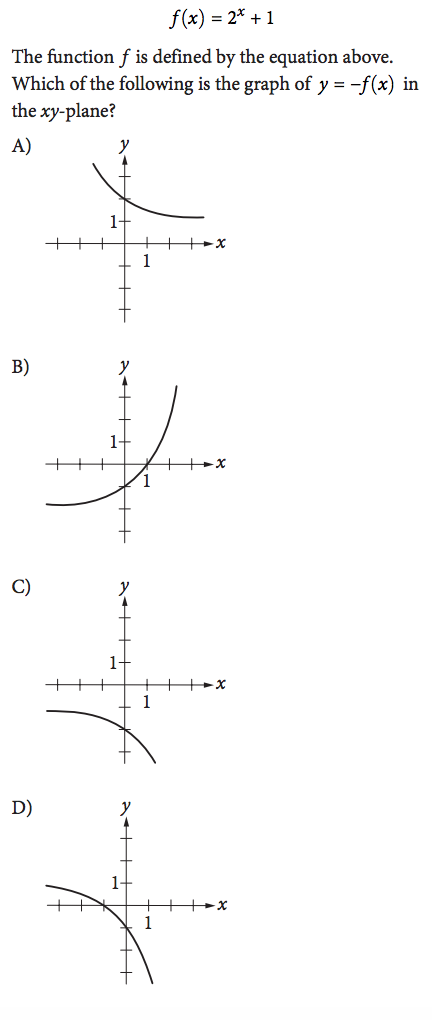 f(x) = 2ˣ + 1
The function f is defined by the equation above.
Which of the following is the graph of y = −f(x) in
the xy-plane?
A)
y
1
x
1
B)
y
1
x
1
C)
y
1
x
1
D)
y
1
x
1